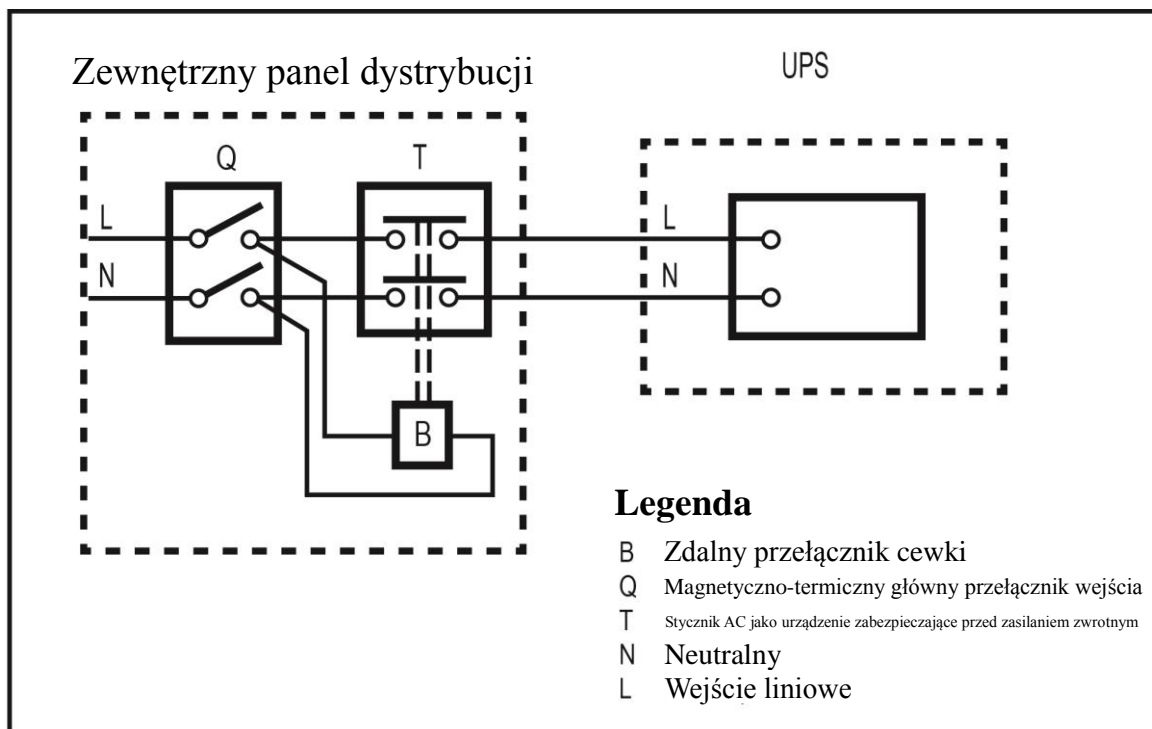 Zewnętrzny panel dystrybucji
UPS
Q
T
L
N
L
N
B
Legenda
B Zdalny przełącznik cewki
Q Magnetyczno-termiczny główny przełącznik wejścia
T Stycznik AC jako urządzenie zabezpieczające przed zasilaniem zwrotnym
N Neutralny
L Wejście liniowe